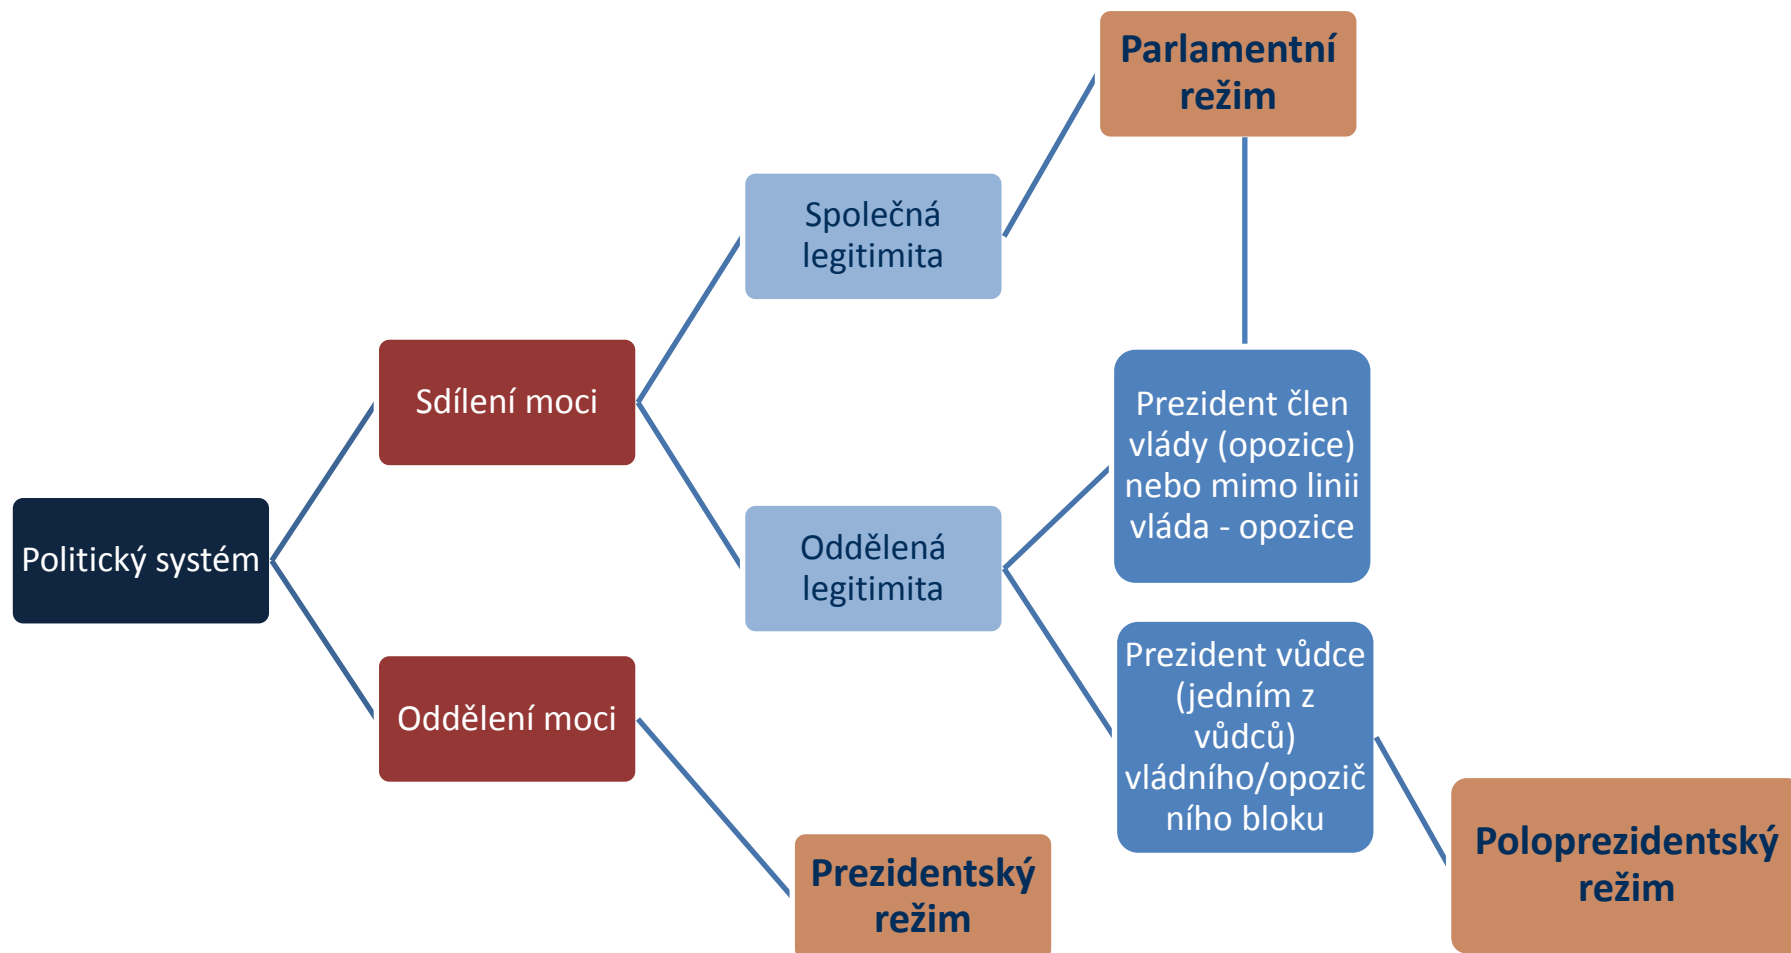 Parlamentní
režim
Společná
legitimita
Sdílení moci
Prezident člen
vlády (opozice)
nebo mimo linii
vláda - opozice
Politický systém
Oddělená
legitimita
Oddělení moci
Prezident vůdce
(jedním z
vůdců)
vládního/opozič
ního bloku
Prezidentský
režim
Poloprezidentský
režim